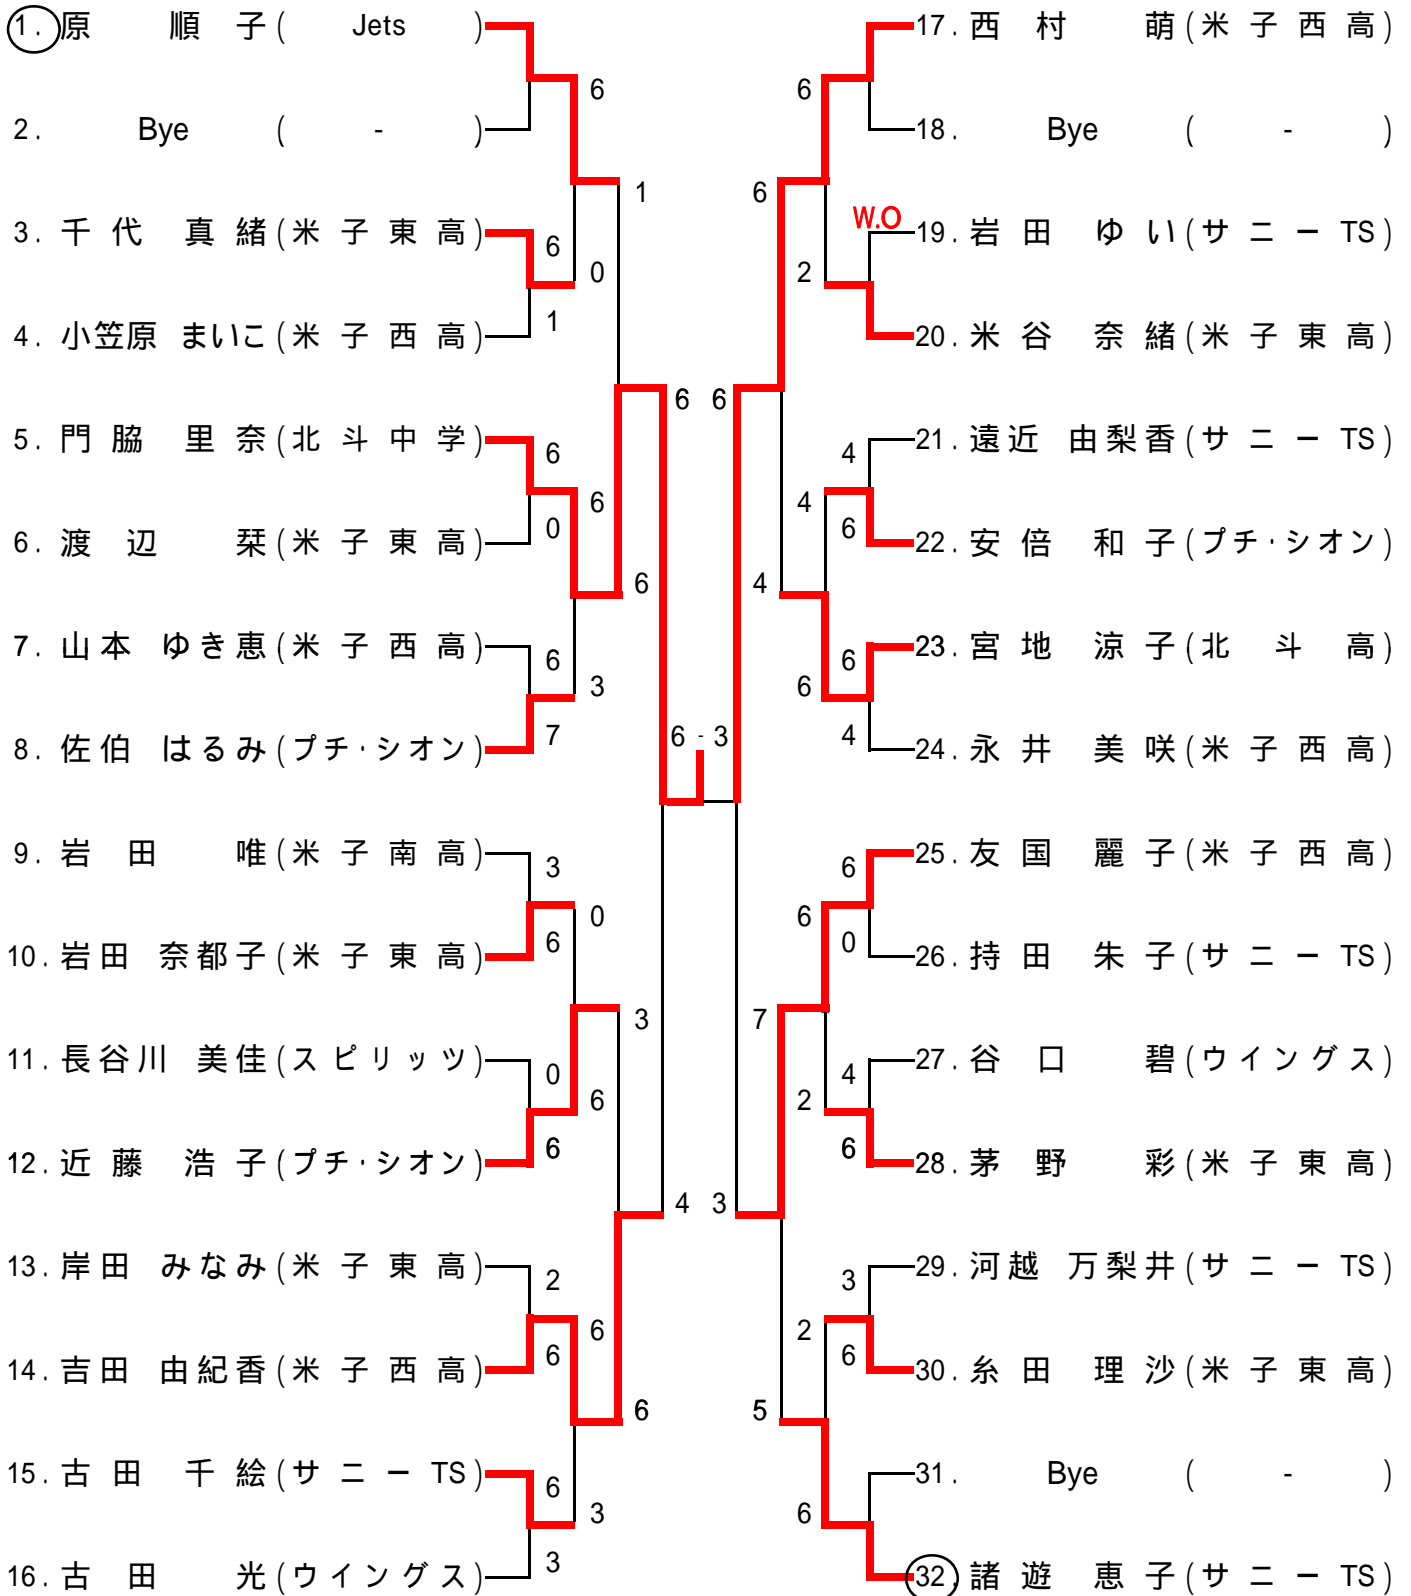 1. 原 順 子 ( Jets )
6
2. Bye ( - )
1
3. 千 代 真 緒 (米 子 東 高)
6
0
4. 小笠原 まいこ (米 子 西 高)
1
6
5. 門 脇 里 奈 (北 斗 中 学)
6
6
6. 渡 辺 栞 (米 子 東 高)
0
6
7. 山 本 ゆ き 恵 (米 子 西 高)
6
3
8. 佐 伯 は る み (プチ・シオン)
7
6 - 3
9. 岩 田 唯 (米 子 南 高)
3
0
10. 岩 田 奈 都 子 (米 子 東 高)
6
3
11. 長谷川 美佳 (ス ピ リ ッ ツ)
0
6
12. 近 藤 浩 子 (プチ・シオン)
6
4
13. 岸 田 み な み (米 子 東 高)
2
6
14. 吉 田 由 紀 香 (米 子 西 高)
6
6
15. 古 田 千 絵 (サ ニ ー TS)
6
3
16. 古 田 光 (ウ イ ン グ ス)
3
17. 西 村 萌 (米 子 西 高)
6
18. Bye ( - )
6
W.O
19. 岩 田 ゆ い (サ ニ ー TS)
2
20. 米 谷 奈 緒 (米 子 東 高)
6
21. 遠近 由梨香 (サ ニ ー TS)
4
4
22. 安 倍 和 子 (プチ・シオン)
6
4
23. 宮 地 涼 子 (北 斗 高)
6
6
24. 永 井 美 咲 (米 子 西 高)
4
25. 友 国 麗 子 (米 子 西 高)
6
6
26. 持 田 朱 子 (サ ニ ー TS)
0
7
27. 谷 口 碧 (ウ イ ン グ ス)
4
2
28. 茅 野 彩 (米 子 東 高)
6
3
29. 河越 万梨井 (サ ニ ー TS)
3
2
30. 糸 田 理 沙 (米 子 東 高)
6
5
31. Bye ( - )
6
32. 諸 遊 恵 子 (サ ニ ー TS)